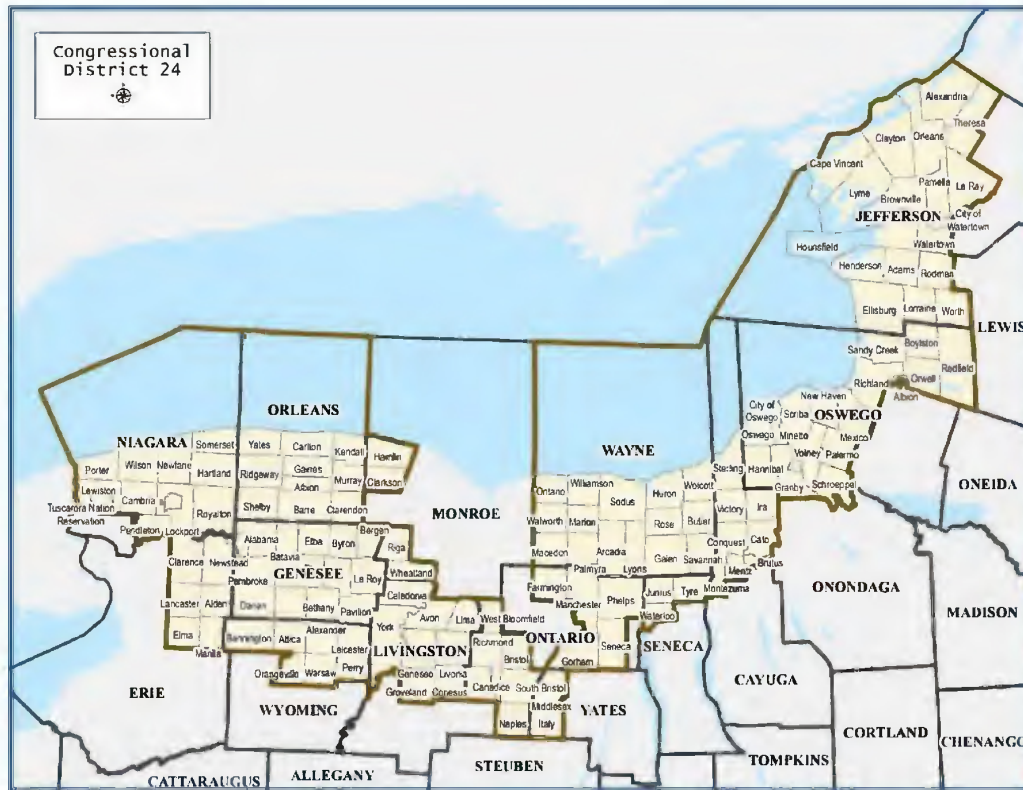 Congressional
District 24
Alexandria
Theresa
Clayton
Orleans
Cape Vincent
Pamelia
Le Ray
Lyme
Brownville
JEFFERSON
City of
Watertown
Watertown
Hounsfield
Henderson
Adams
Rodman
Ellisburg
Lorraine
Worth
LEWIS
Boylston
Sandy Creek
Redfield
Orwell
Richland
Albion
New Haven
City of
Oswego
Scriba
OSWEGO
Oswego
Minetto
Mexico
Volney
Palermo
Sterling
Hannibal
Granby
Schroeppel
ONEIDA
ORLEANS
NIAGARA
Somerset
Yates
Carlton
Kendall
Hamlin
Porter
Wilson
Newfane
Hartland
Ridgeway
Gaines
Murray
Clarkson
Lewiston
Cambria
Albion
Tuscarora Nation
Reservation
Royalton
Shelby
Barre
Clarendon
Pendleton
Lockport
MONROE
WAYNE
Ontario
Williamson
Sodus
Huron
Wolcott
Victory
Ira
Walworth
Marion
Rose
Butler
Conquest
Cato
Macedon
Arcadia
Galen
Savannah
Mentz
Brutus
Palmyra
Lyons
Montezuma
Bergen
Alabama
Elba
Byron
Riga
Clarence
Newstead
Batavia
Wheatland
GENESEE
Pembroke
Le Roy
Caledonia
Lancaster
Alden
Darien
Bethany
Pavilion
Avon
Lima
West Bloomfield
Farmington
Manchester
Phelps
Junius
Tyre
Waterloo
ONONDAGA
MADISON
Elma
Bennington
Attica
Alexander
York
Richmond
ONTARIO
Seneca
SENECA
Marilla
Leicester
LIVINGSTON
Bristol
Gorham
Orangeville
Warsaw
Perry
Geneseo
Livonia
Canadice
South Bristol
Groveland
Conesus
Middlesex
YATES
CAYUGA
ERIE
WYOMING
Naples
Italy
CORTLAND
CHENANGO
TOMPKINS
STEUBEN
CATTARAUGUS
ALLEGANY